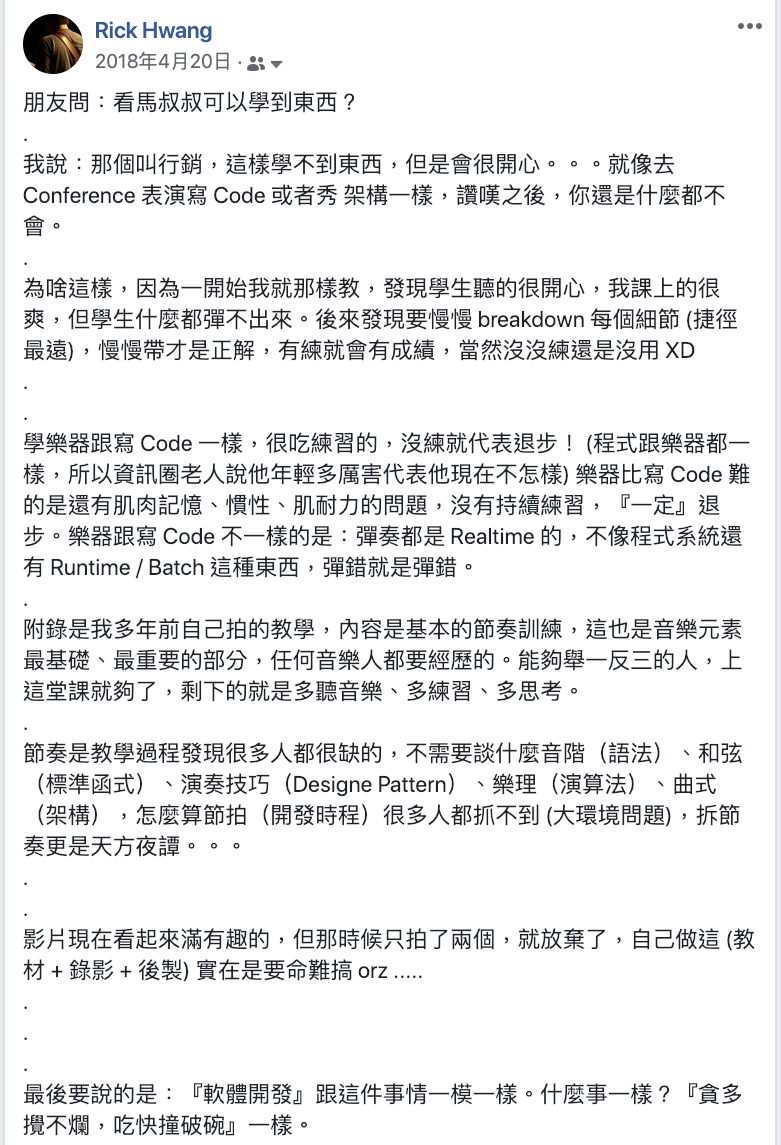 Rick Hwang
2018年4月20日 ·
朋友問：看馬叔叔可以學到東西？
.
我說：那個叫行銷，這樣學不到東西，但是會很開心。。。就像去
Conference 表演寫 Code 或者秀 架構一樣，讚嘆之後，你還是什麼都不
會。
.
為啥這樣，因為一開始我就那樣教，發現學生聽的很開心，我課上的很
爽，但學生什麼都彈不出來。後來發現要慢慢 breakdown 每個細節 (捷徑
最遠)，慢慢帶才是正解，有練就會有成績，當然沒沒練還是沒用 XD
.
.
學樂器跟寫 Code 一樣，很吃練習的，沒練就代表退步！ (程式跟樂器都一
樣，所以資訊圈老人說他年輕多厲害代表他現在不怎樣) 樂器比寫 Code 難
的是還有肌肉記憶、慣性、肌耐力的問題，沒有持續練習，『一定』退
步。樂器跟寫 Code 不一樣的是：彈奏都是 Realtime 的，不像程式系統還
有 Runtime / Batch 這種東西，彈錯就是彈錯。
.
附錄是我多年前自己拍的教學，內容是基本的節奏訓練，這也是音樂元素
最基礎、最重要的部分，任何音樂人都要經歷的。能夠舉一反三的人，上
這堂課就夠了，剩下的就是多聽音樂、多練習、多思考。
.
節奏是教學過程發現很多人都很缺的，不需要談什麼音階（語法）、和弦
（標準函式）、演奏技巧（Designe Pattern）、樂理（演算法）、曲式
（架構），怎麼算節拍（開發時程）很多人都抓不到 (大環境問題)，拆節
奏更是天方夜譚。。。
.
.
影片現在看起來滿有趣的，但那時候只拍了兩個，就放棄了，自己做這 (教
材 + 錄影 + 後製) 實在是要命難搞 orz .....
.
.
.
最後要說的是：『軟體開發』跟這件事情一模一樣。什麼事一樣？『貪多
攪不爛，吃快撞破碗』一樣。